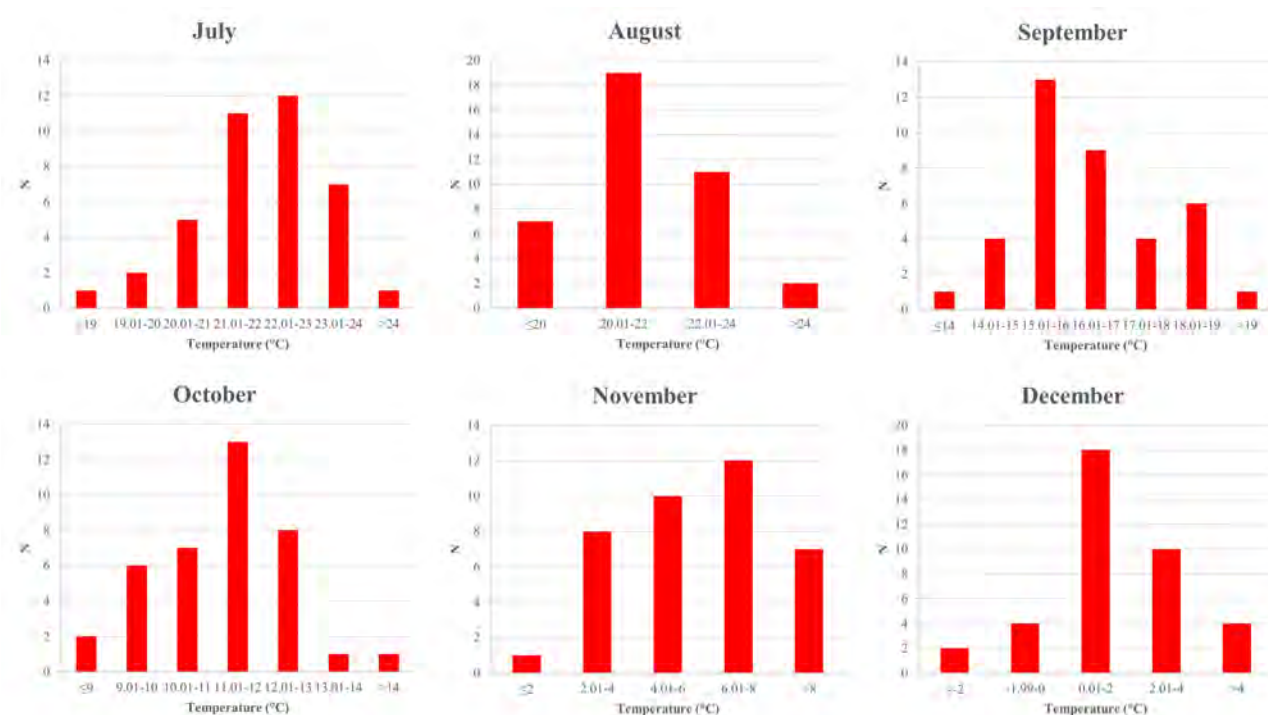 July
14
12
10
8
6
4
2
0
N
≤19 19.01-20 20.01-21 21.01-22 22.01-23 23.01-24 >24
Temperature (°C)
August
20
18
16
14
12
10
8
6
4
2
0
N
≤20 20.01-22 22.01-24 >24
Temperature (°C)
September
14
12
10
8
6
4
2
0
N
≤14 14.01-15 15.01-16 16.01-17 17.01-18 18.01-19 >19
Temperature (°C)
October
14
12
10
8
6
4
2
0
N
≤9 9.01-10 10.01-11 11.01-12 12.01-13 13.01-14 >14
Temperature (°C)
November
14
12
10
8
6
4
2
0
N
≤2 2.01-4 4.01-6 6.01-8 >8
Temperature (°C)
December
20
18
16
14
12
10
8
6
4
2
0
N
≤-2 -1.99-0 0.01-2 2.01-4 >4
Temperature (°C)